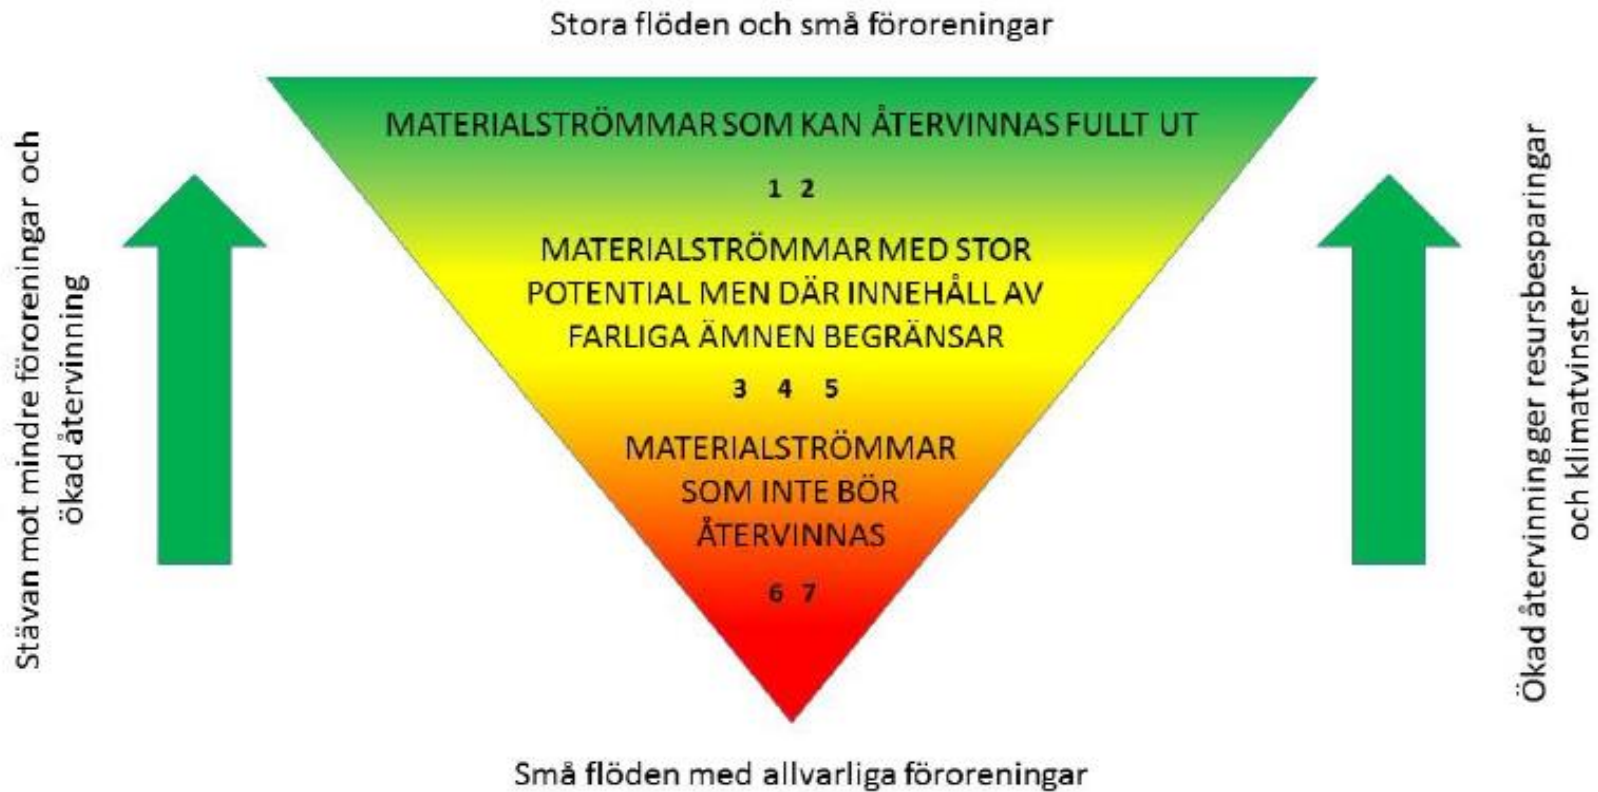 Stora flöden och små föroreningar
Stävan mot mindre föroreningar och
ökad återvinning
MATERIALSTRÖMMAR SOM KAN ÅTERVINNAS FULLT UT
1 2
MATERIALSTRÖMMAR MED STOR
POTENTIAL MEN DÄR INNEHÅLL AV
FARLIGA ÄMNEN BEGRÄNSAR
3 4 5
MATERIALSTRÖMMAR
SOM INTE BÖR
ÅTERVINNAS
6 7
Ökad återvinning ger resursbesparingar
och klimatvinster
Små flöden med allvarliga föroreningar